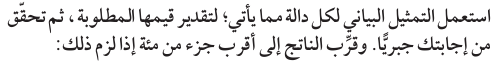 استعمل التمثيل البياني لكل دالة مما يأتي؛ لتقدير قيمها المطلوبة ، ثم تحقّق
من إجابتك جبريًّا. وقرِّب الناتج إلى أقرب جزء من مئة إذا لزم ذلك: